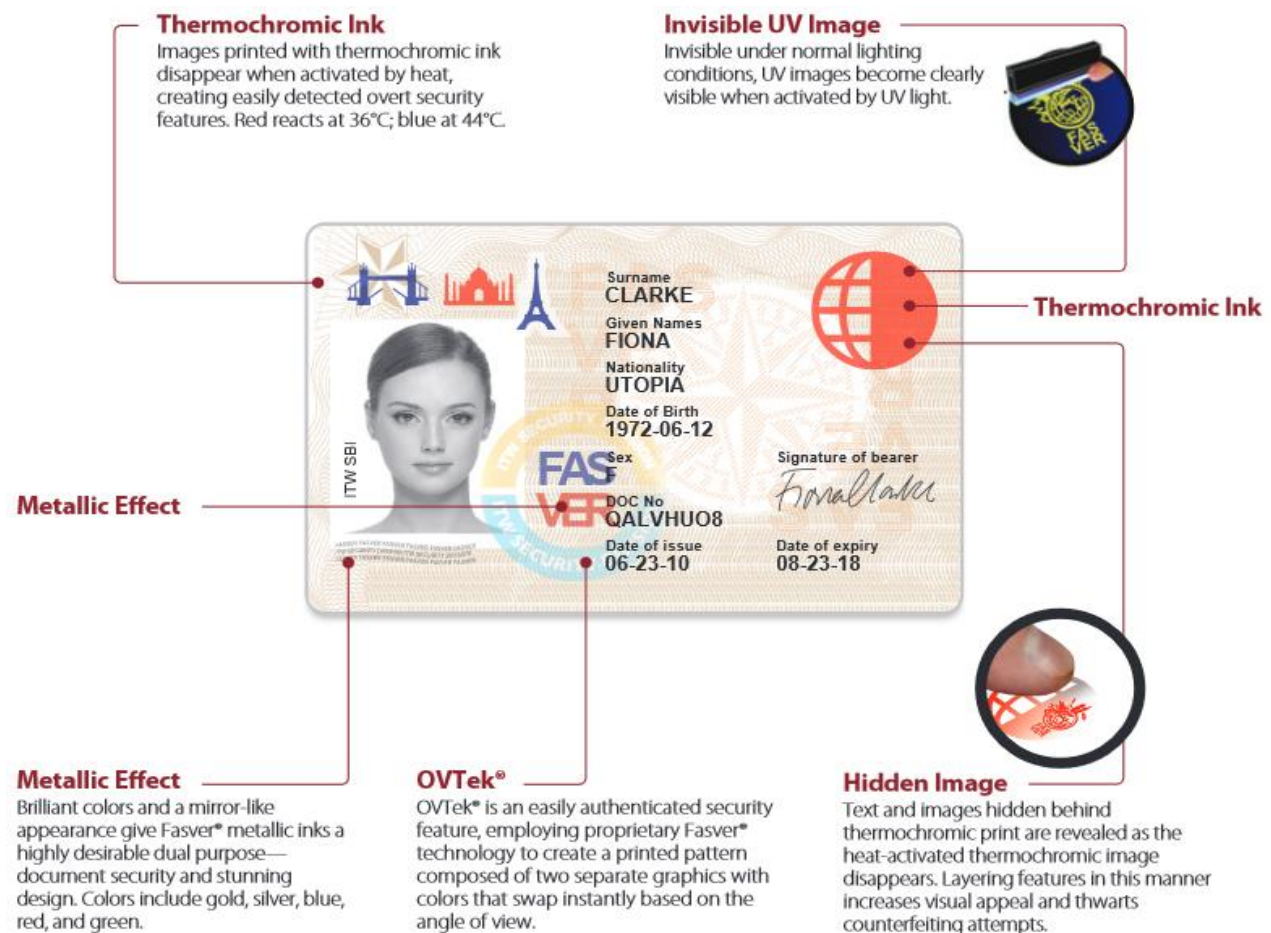 Thermochromic Ink
Images printed with thermochromic ink
disappear when activated by heat,
creating easily detected overt security
features. Red reacts at 36°C; blue at 44°C.
Invisible UV Image
Invisible under normal lighting
conditions, UV images become clearly
visible when activated by UV light.
FAS
VER
Thermochromic Ink
Surname
CLARKE
Given Names
FIONA
Nationality
UTOPIA
Date of Birth
1972-06-12
Sex
F
DOC No
QALVHUO8
Date of issue
06-23-10
Signature of bearer
Fiona Clarke
Date of expiry
08-23-18
ITW SBI
FAS
VER
ITW SECURITY
ITW SECURITY
Metallic Effect
Metallic Effect
Brilliant colors and a mirror-like
appearance give Fasver® metallic inks a
highly desirable dual purpose—
document security and stunning
design. Colors include gold, silver, blue,
red, and green.
OVTek®
OVTek® is an easily authenticated security
feature, employing proprietary Fasver®
technology to create a printed pattern
composed of two separate graphics with
colors that swap instantly based on the
angle of view.
Hidden Image
Text and images hidden behind
thermochromic print are revealed as the
heat-activated thermochromic image
disappears. Layering features in this manner
increases visual appeal and thwarts
counterfeiting attempts.